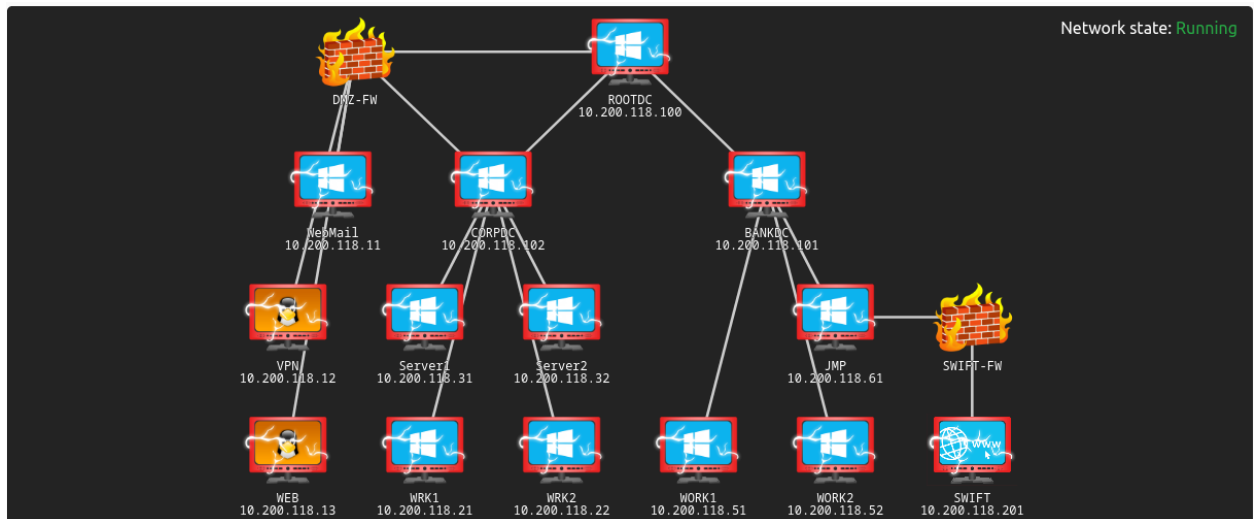 Network state: Running
DMZ-FW
ROOTDC
10.200.118.100
WebMail
10.200.118.11
CORPDC
10.200.118.102
BANKDC
10.200.118.101
VPN
10.200.118.12
Server1
10.200.118.31
Server2
10.200.118.32
JMP
10.200.118.61
SWIFT-FW
WEB
10.200.118.13
WRK1
10.200.118.21
WRK2
10.200.118.22
WORK1
10.200.118.51
WORK2
10.200.118.52
www
SWIFT
10.200.118.201